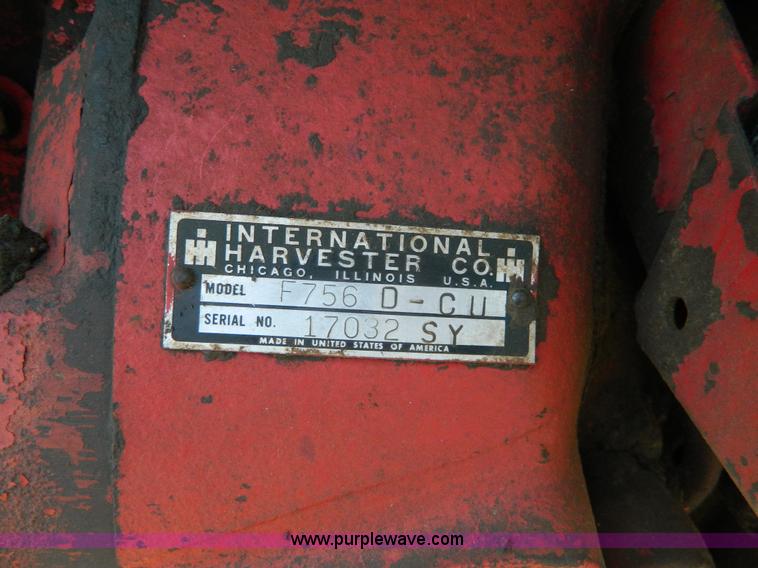 INTERNATIONAL
HARVESTER CO.
CHICAGO, ILLINOIS U.S.A.
MODEL F756 D-CU
SERIAL NO. 17032 SY
MADE IN UNITED STATES OF AMERICA
www.purplewave.com